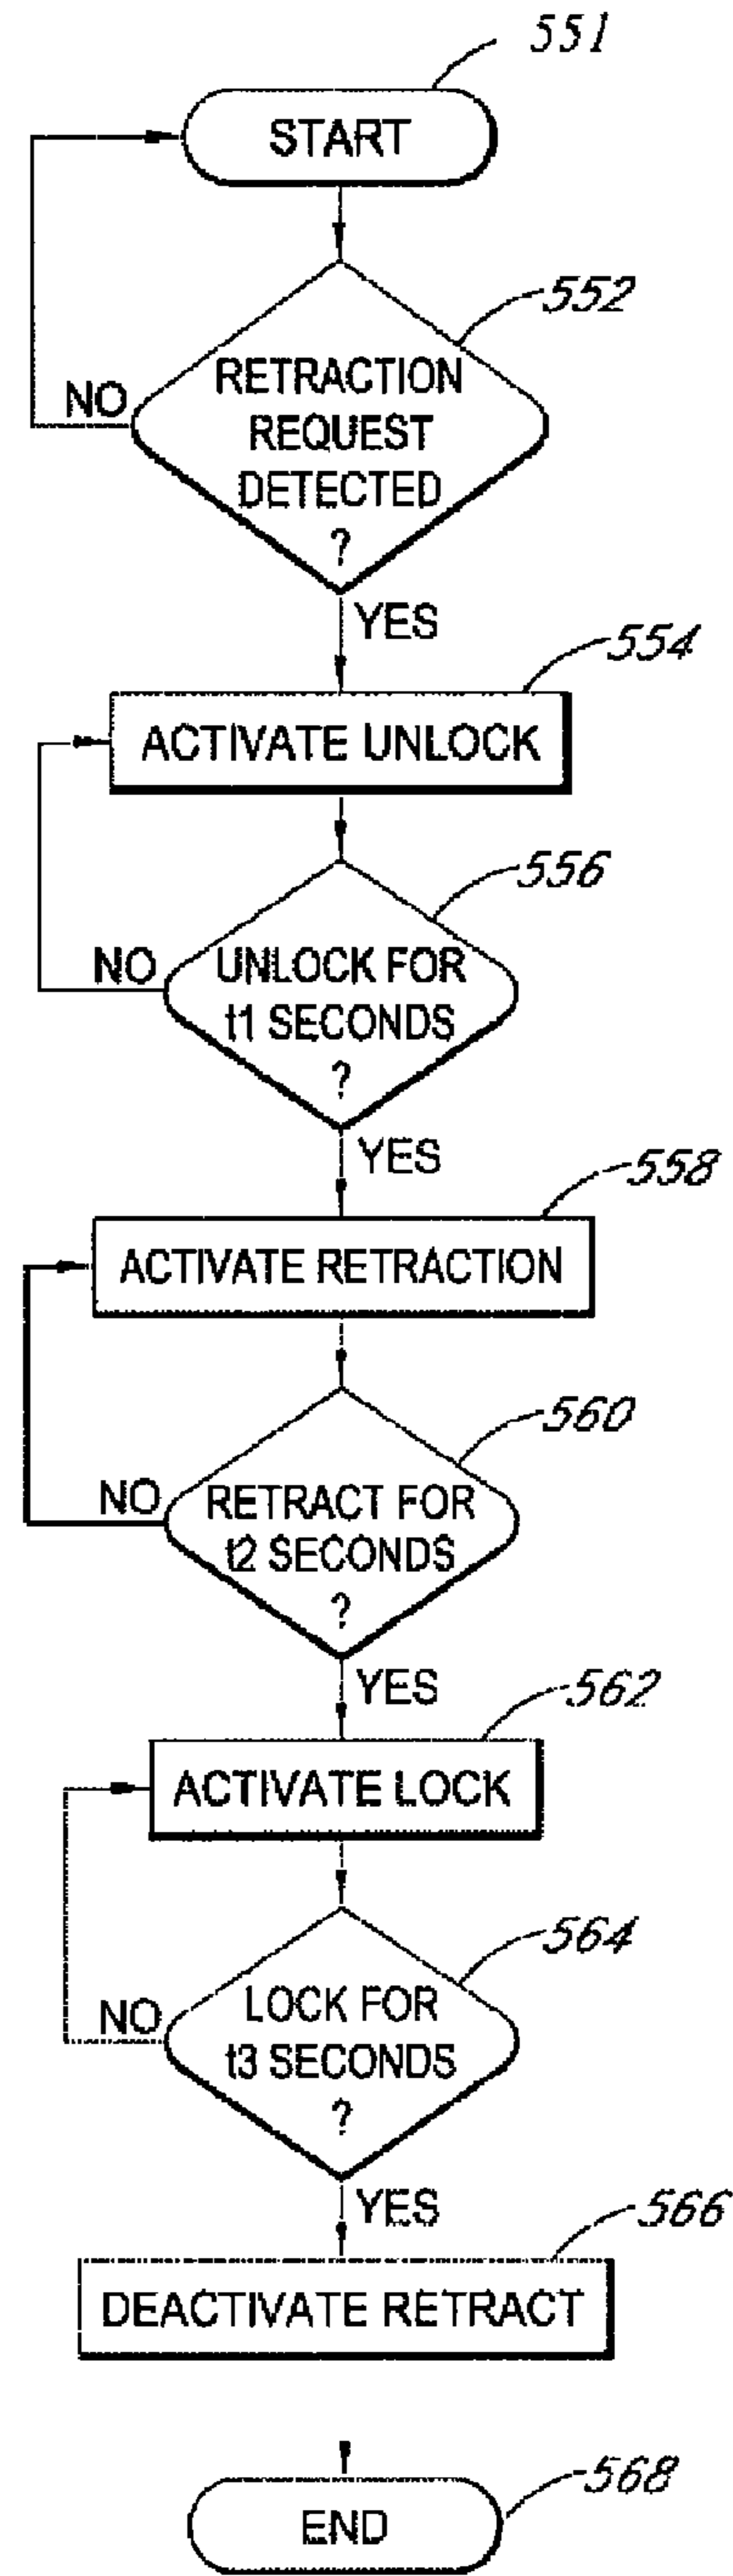 551
START
552
RETRACTION
REQUEST
DETECTED
?
NO
YES
554
ACTIVATE UNLOCK
556
UNLOCK FOR
t1 SECONDS
?
NO
YES
558
ACTIVATE RETRACTION
560
RETRACT FOR
t2 SECONDS
?
NO
YES
562
ACTIVATE LOCK
564
LOCK FOR
t3 SECONDS
?
NO
YES
566
DEACTIVATE RETRACT
568
END